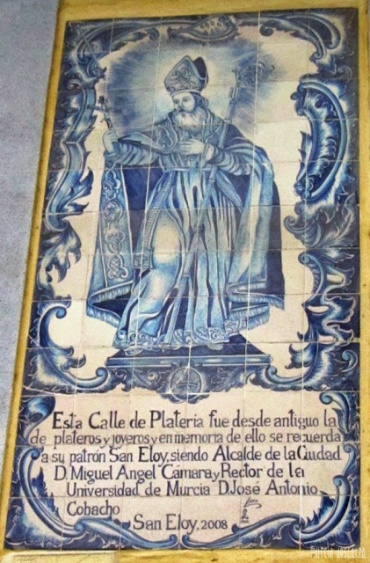 Esta Calle de Plateria fue desde antiguo la
de plateros y joyeros y en memoria de ello se recuerda
a su patrón San Eloy, siendo Alcalde de la Ciudad
D. Miguel Angel Cámara y Rector de la
Universidad de Murcia D. José Antonio
Cobacho
San Eloy, 2008